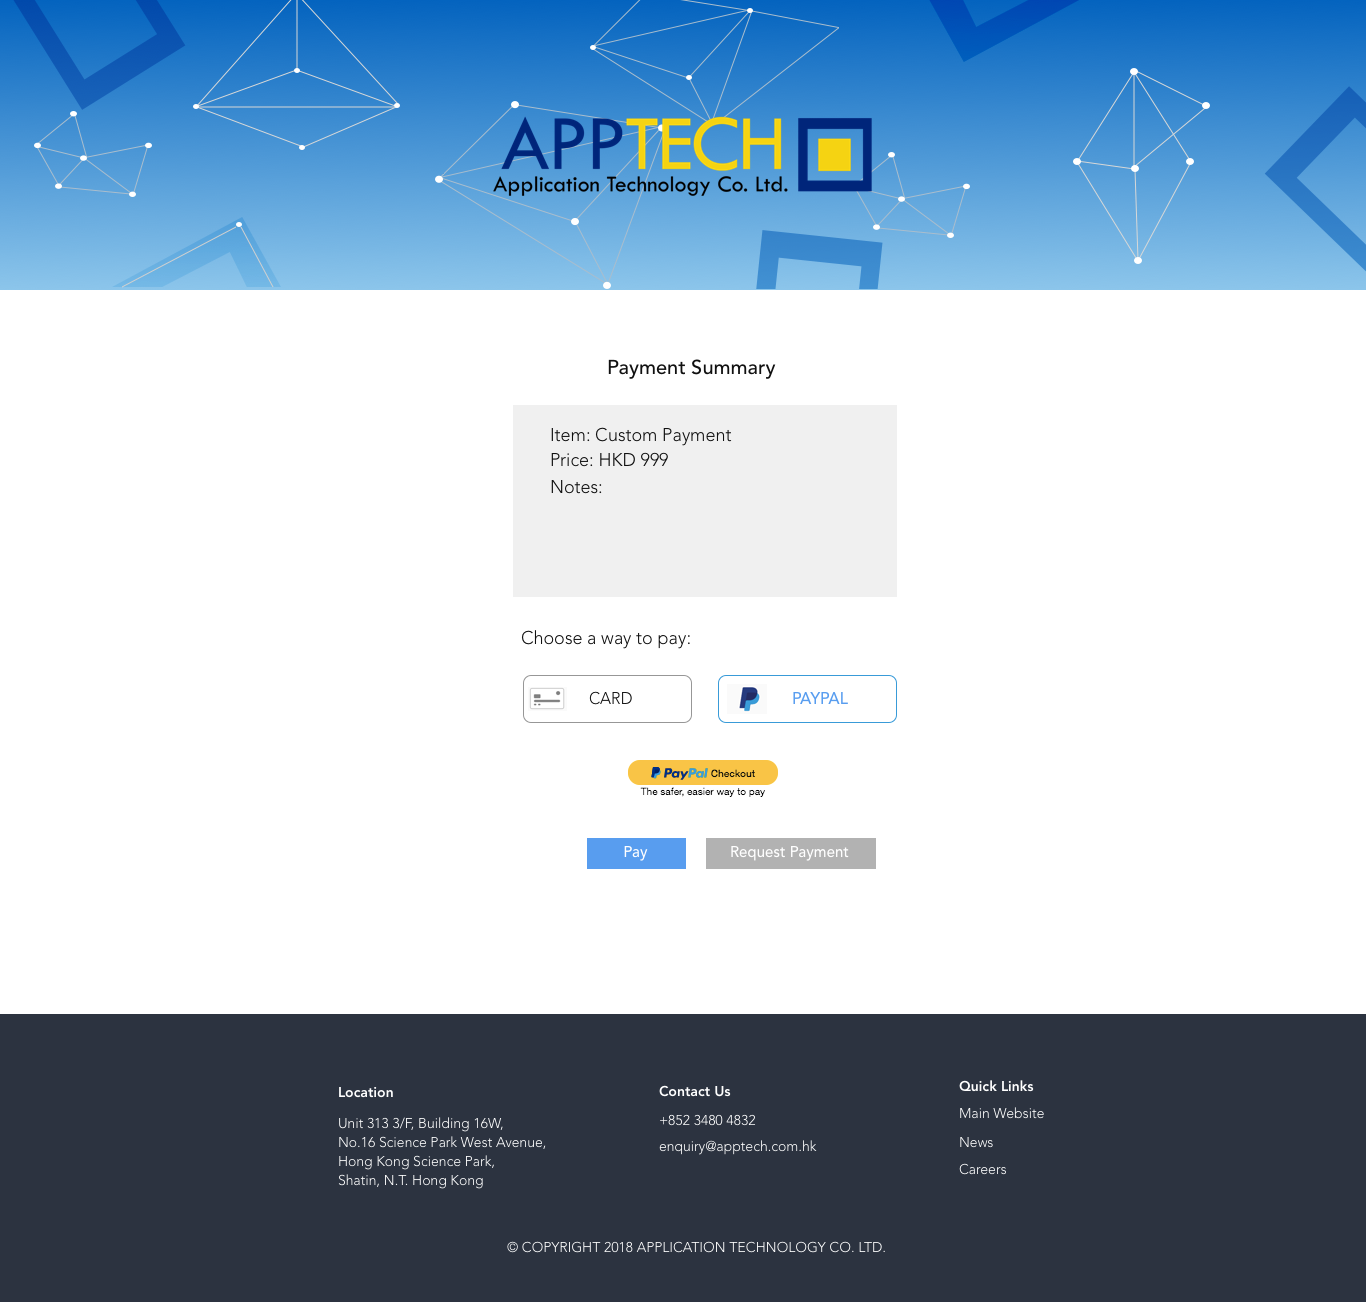 APPTECH
Application Technology Co. Ltd.
Payment Summary
Item: Custom Payment
Price: HKD 999
Notes:
Choose a way to pay:
CARD
PAYPAL
PayPal Checkout
The safer, easier way to pay
Pay
Request Payment
Location
Unit 313 3/F, Building 16W,
No.16 Science Park West Avenue,
Hong Kong Science Park,
Shatin, N.T. Hong Kong
Contact Us
+852 3480 4832
enquiry@apptech.com.hk
Quick Links
Main Website
News
Careers
© COPYRIGHT 2018 APPLICATION TECHNOLOGY CO. LTD.